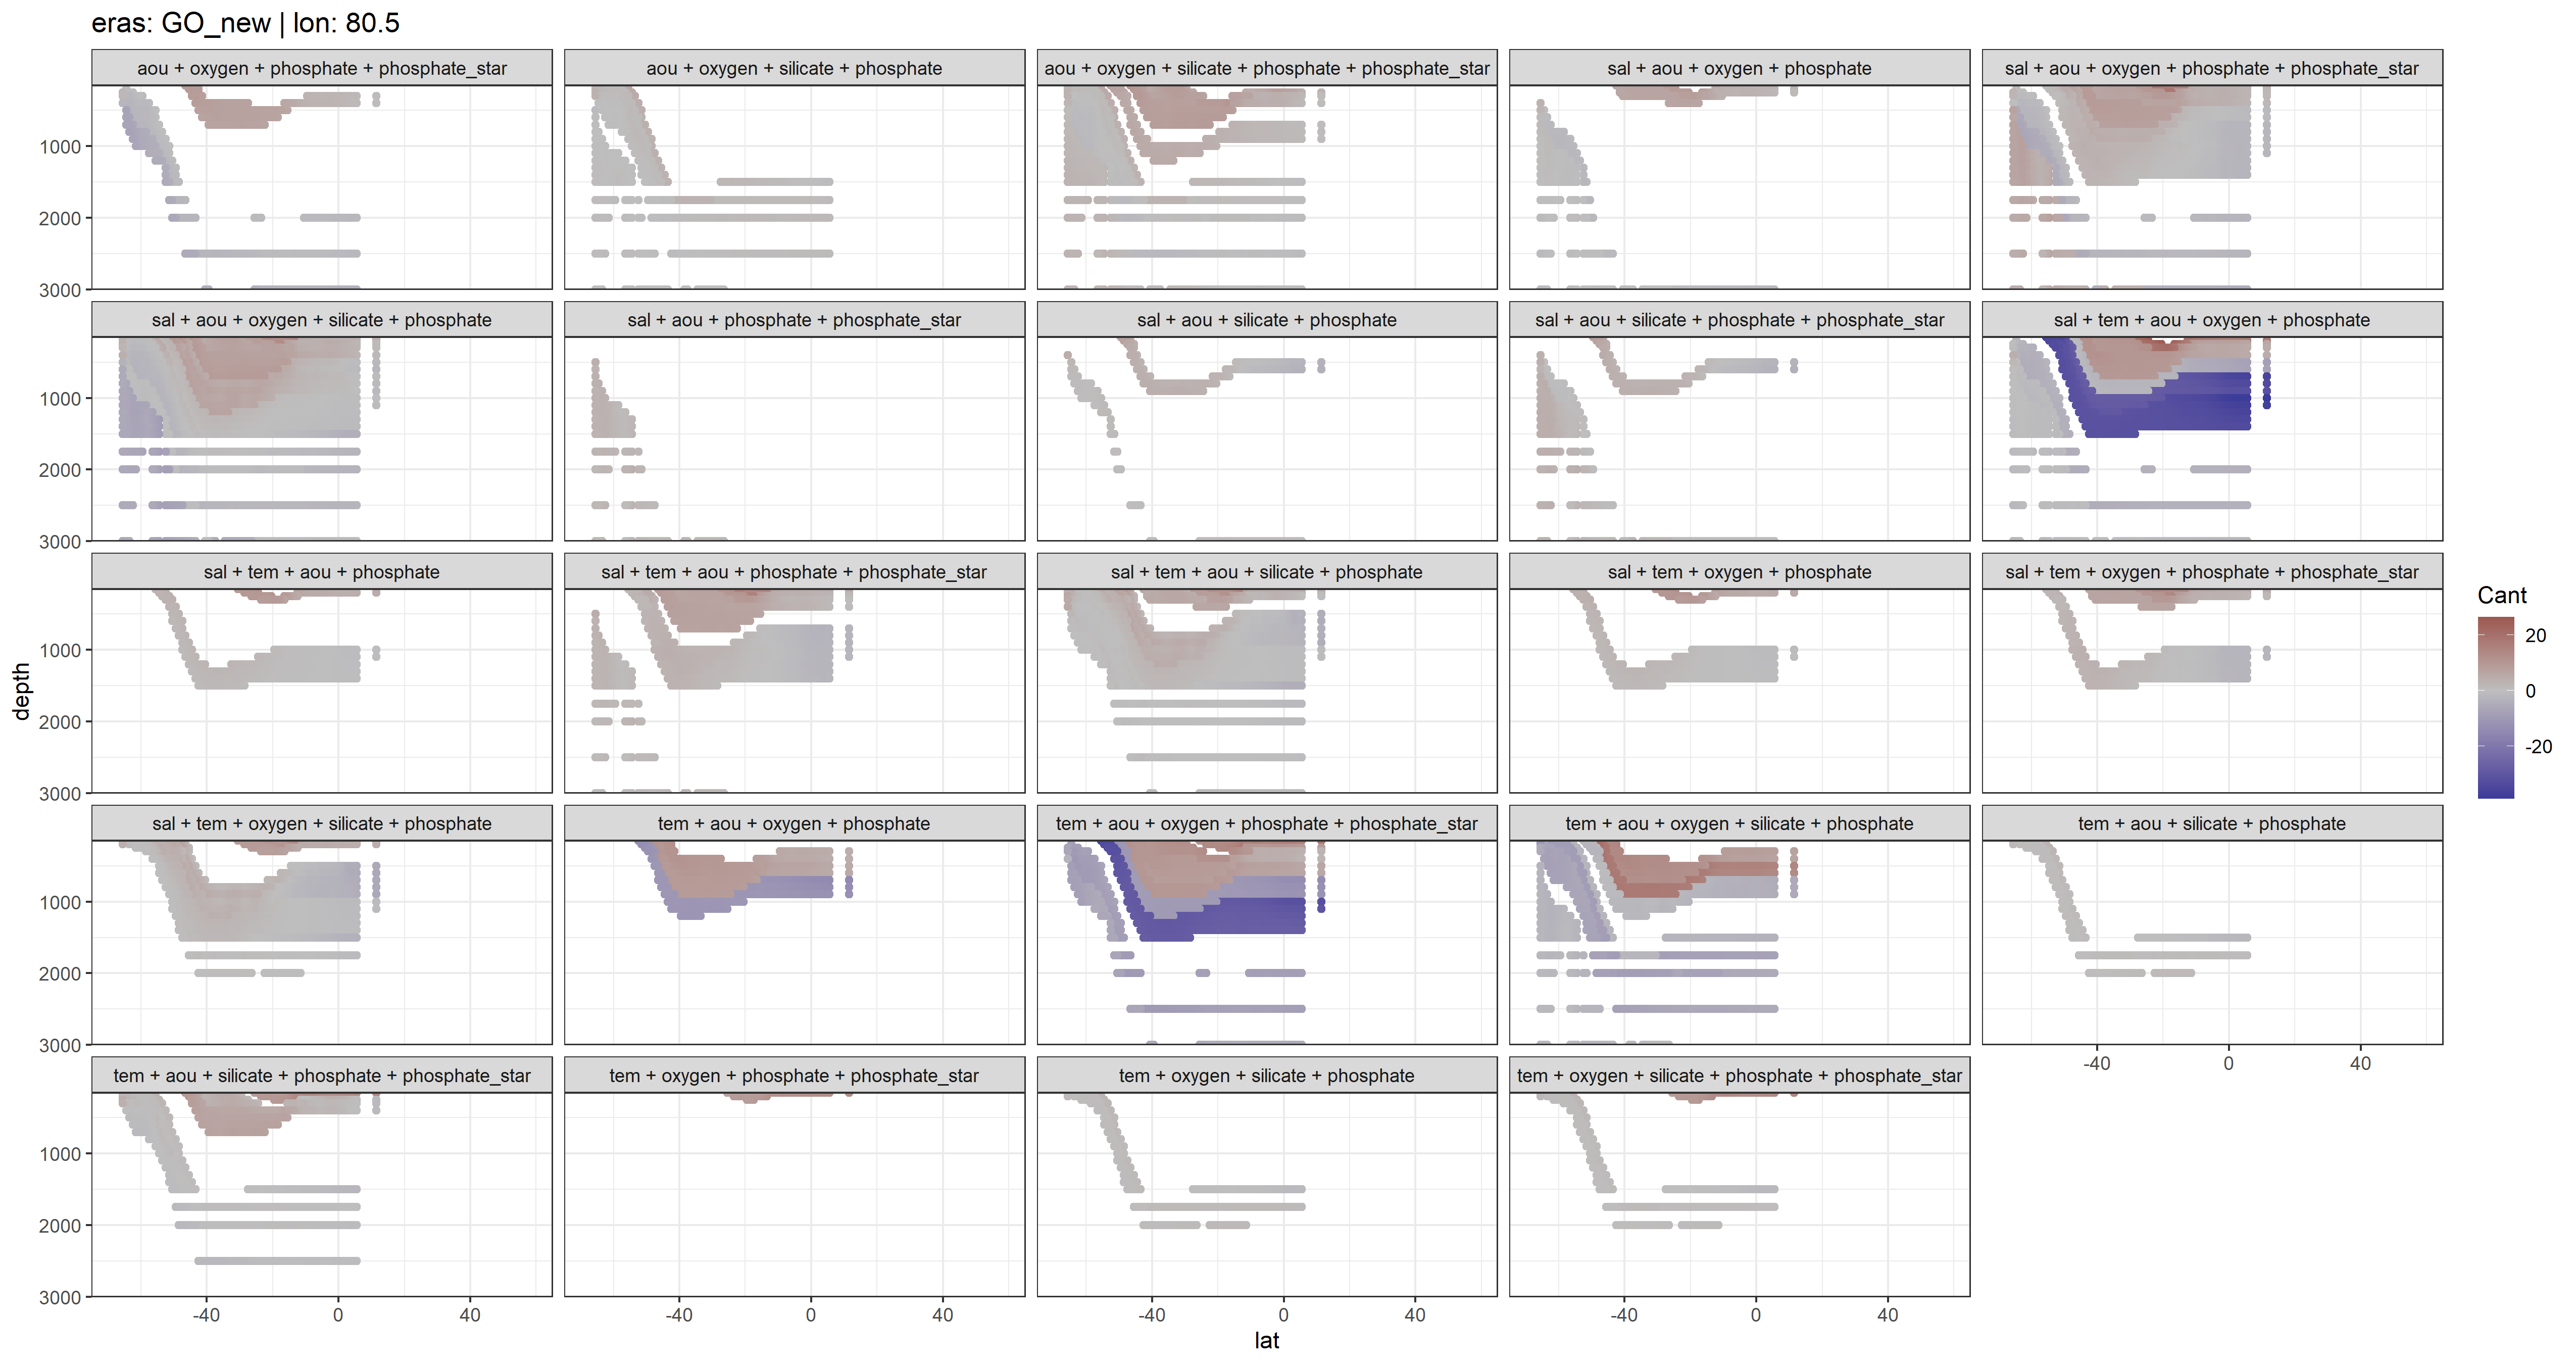 eras: GO_new | lon: 80.5
aou + oxygen + phosphate + phosphate_star
aou + oxygen + silicate + phosphate
aou + oxygen + silicate + phosphate + phosphate_star
sal + aou + oxygen + phosphate
sal + aou + oxygen + phosphate + phosphate_star
1000
2000
3000
sal + aou + oxygen + silicate + phosphate
sal + aou + phosphate + phosphate_star
sal + aou + silicate + phosphate
sal + aou + silicate + phosphate + phosphate_star
sal + tem + aou + oxygen + phosphate
1000
2000
3000
sal + tem + aou + phosphate
sal + tem + aou + phosphate + phosphate_star
sal + tem + aou + silicate + phosphate
sal + tem + oxygen + phosphate
sal + tem + oxygen + phosphate + phosphate_star
1000
2000
3000
depth
sal + tem + oxygen + silicate + phosphate
tem + aou + oxygen + phosphate
tem + aou + oxygen + phosphate + phosphate_star
tem + aou + oxygen + silicate + phosphate
tem + aou + silicate + phosphate
1000
2000
3000
-40 0 40
tem + aou + silicate + phosphate + phosphate_star
tem + oxygen + phosphate + phosphate_star
tem + oxygen + silicate + phosphate
tem + oxygen + silicate + phosphate + phosphate_star
1000
2000
3000
-40 0 40
-40 0 40
-40 0 40
-40 0 40
lat
Cant
20
0
-20